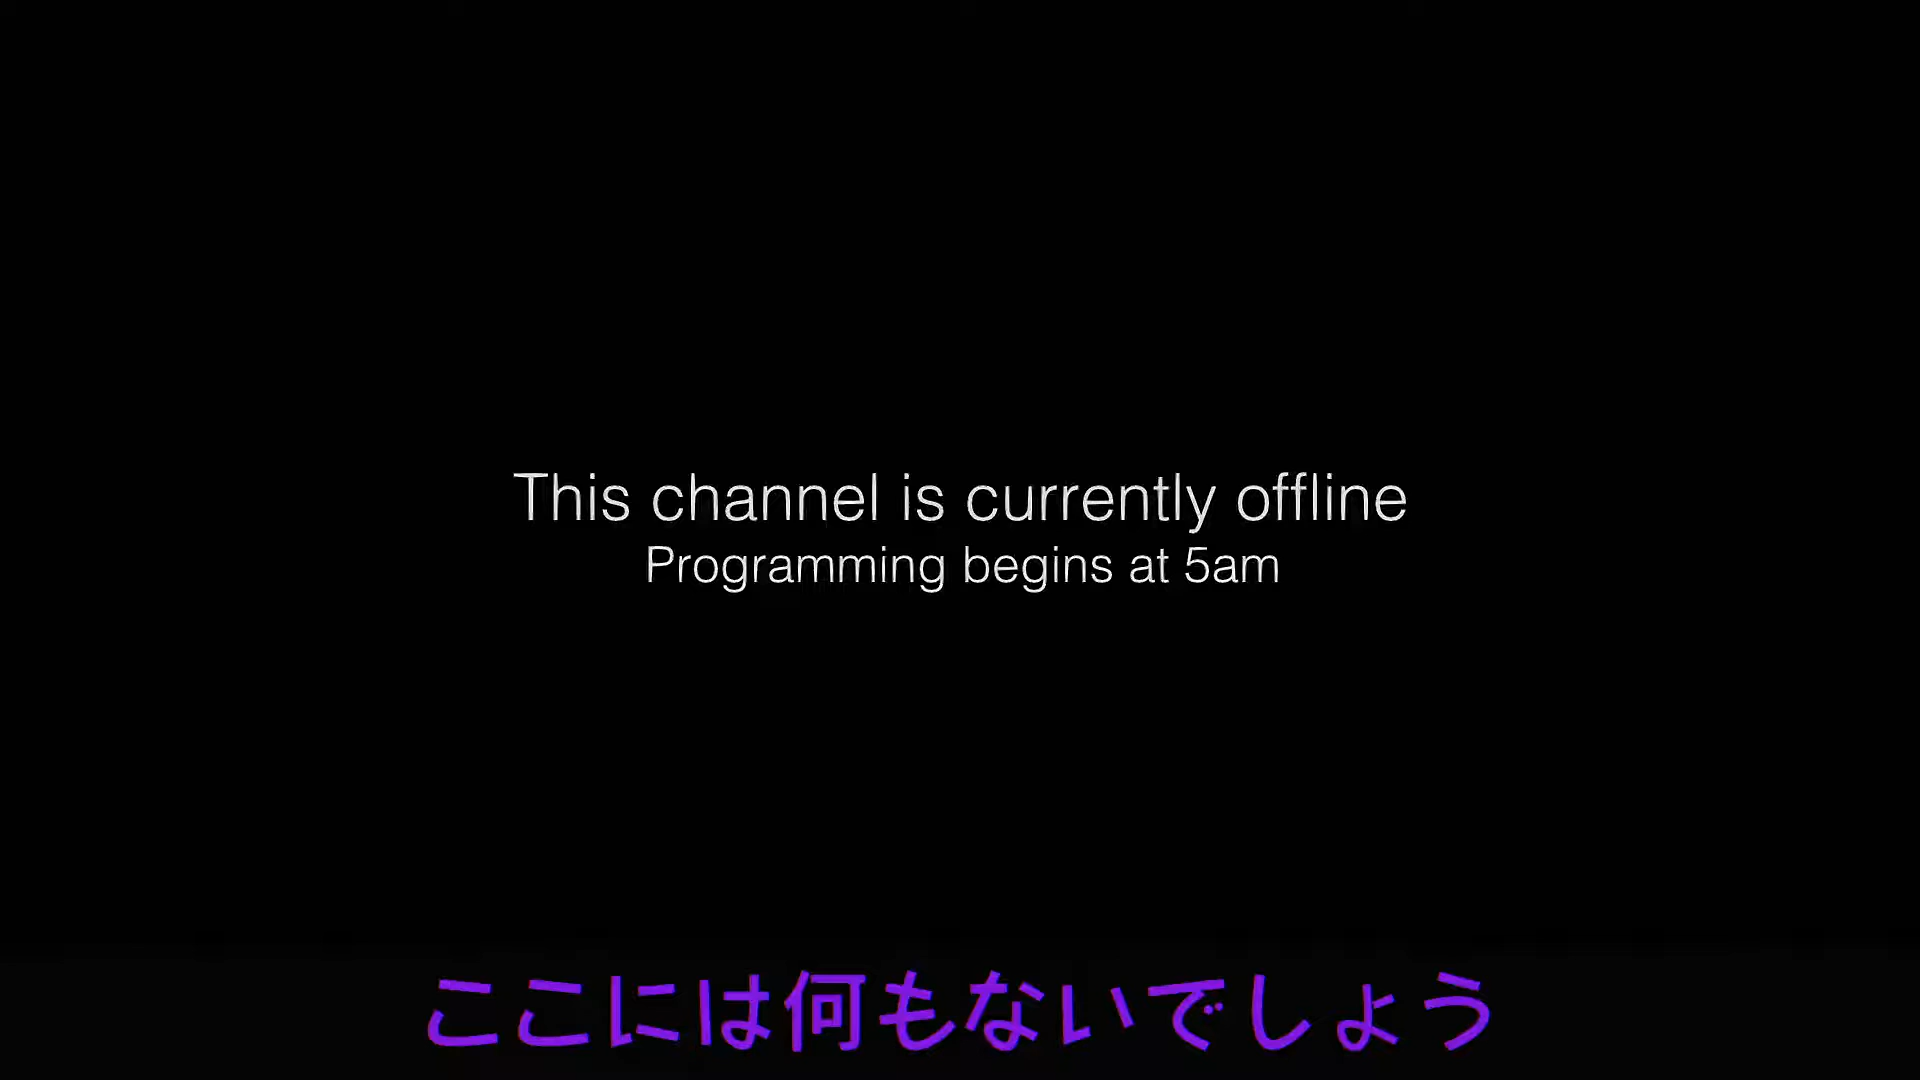 This channel is currently offline
Programming begins at 5am
ここには何もないでしょう